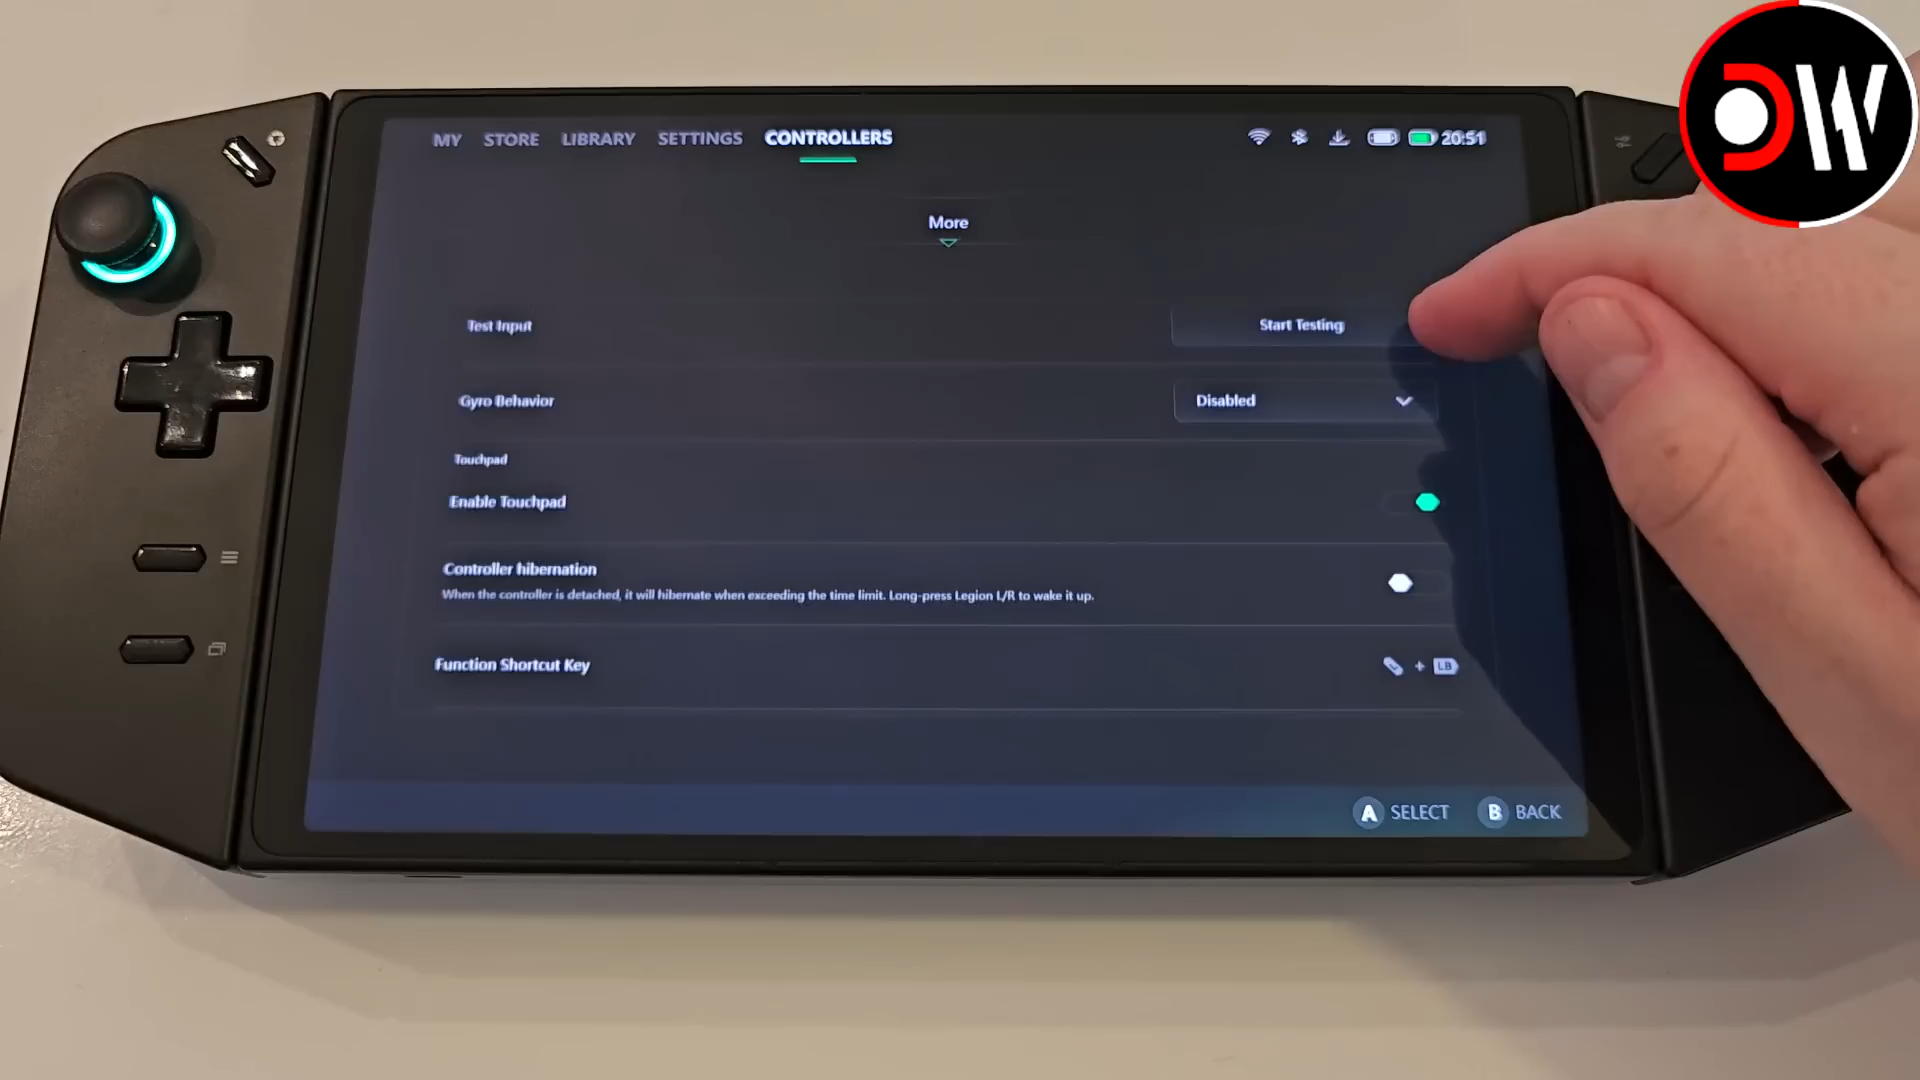 DW
MY STORE LIBRARY SETTINGS CONTROLLERS 20:51
More
Test Input Start Testing
Gyro Behavior Disabled
Touchpad
Enable Touchpad
Controller hibernation
When the controller is detached, it will hibernate when exceeding the time limit. Long-press Legion L/R to wake it up.
Function Shortcut Key + LB
A SELECT B BACK